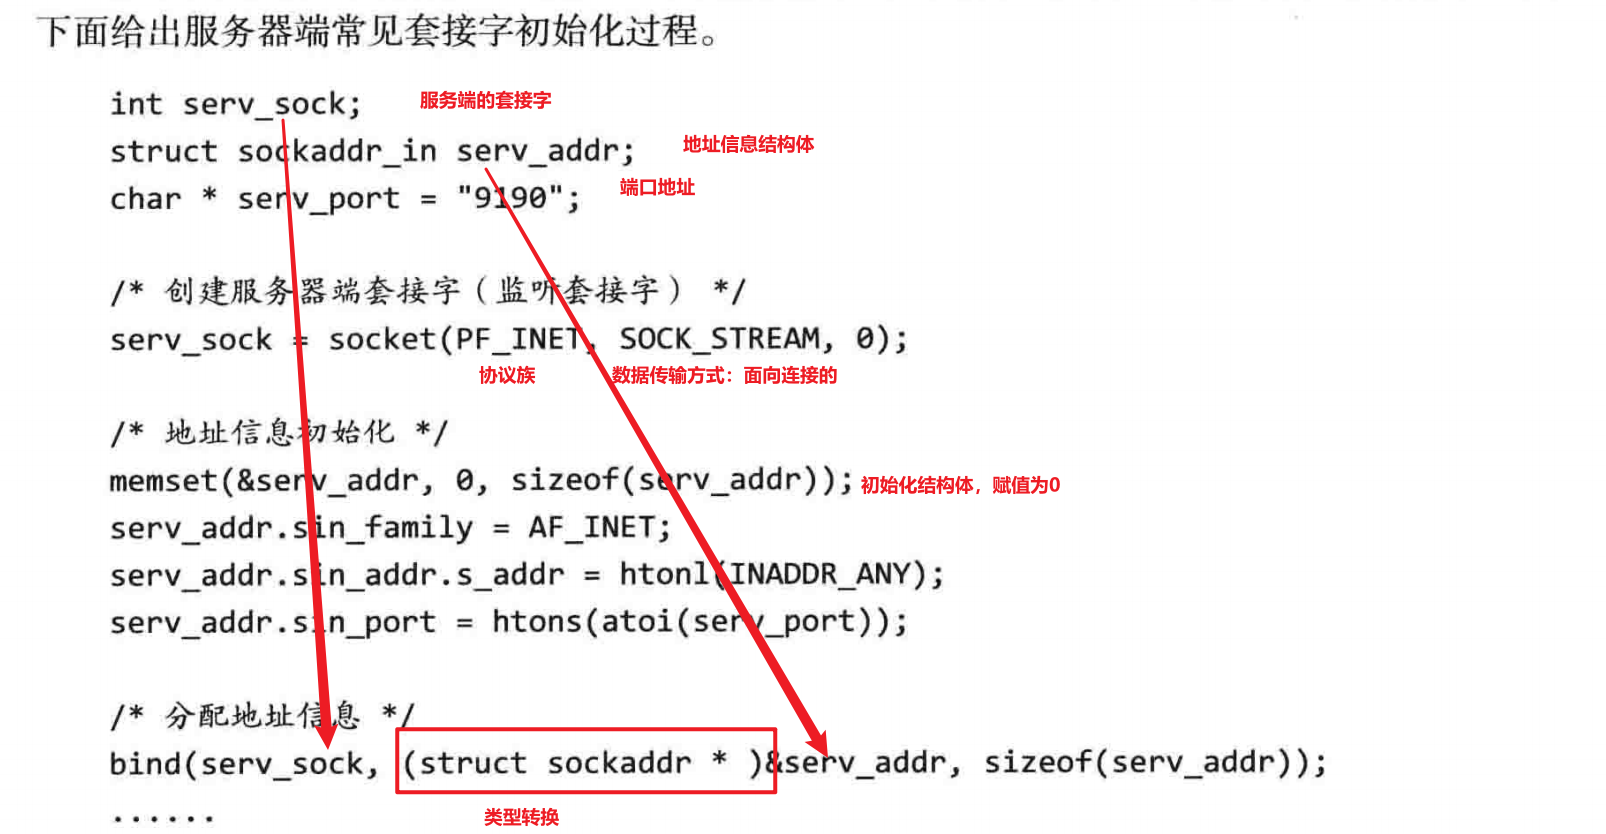 下面给出服务器端常见套接字初始化过程。
int serv_sock; 服务端的套接字
struct sockaddr_in serv_addr; 地址信息结构体
char * serv_port = "9190"; 端口地址
/* 创建服务器端套接字（监听套接字） */
serv_sock = socket(PF_INET, SOCK_STREAM, 0);
协议族 数据传输方式：面向连接的
/* 地址信息初始化 */
memset(&serv_addr, 0, sizeof(serv_addr)); 初始化结构体，赋值为0
serv_addr.sin_family = AF_INET;
serv_addr.sin_addr.s_addr = htonl(INADDR_ANY);
serv_addr.sin_port = htons(atoi(serv_port));
/* 分配地址信息 */
bind(serv_sock, (struct sockaddr * )&serv_addr, sizeof(serv_addr));
类型转换
......